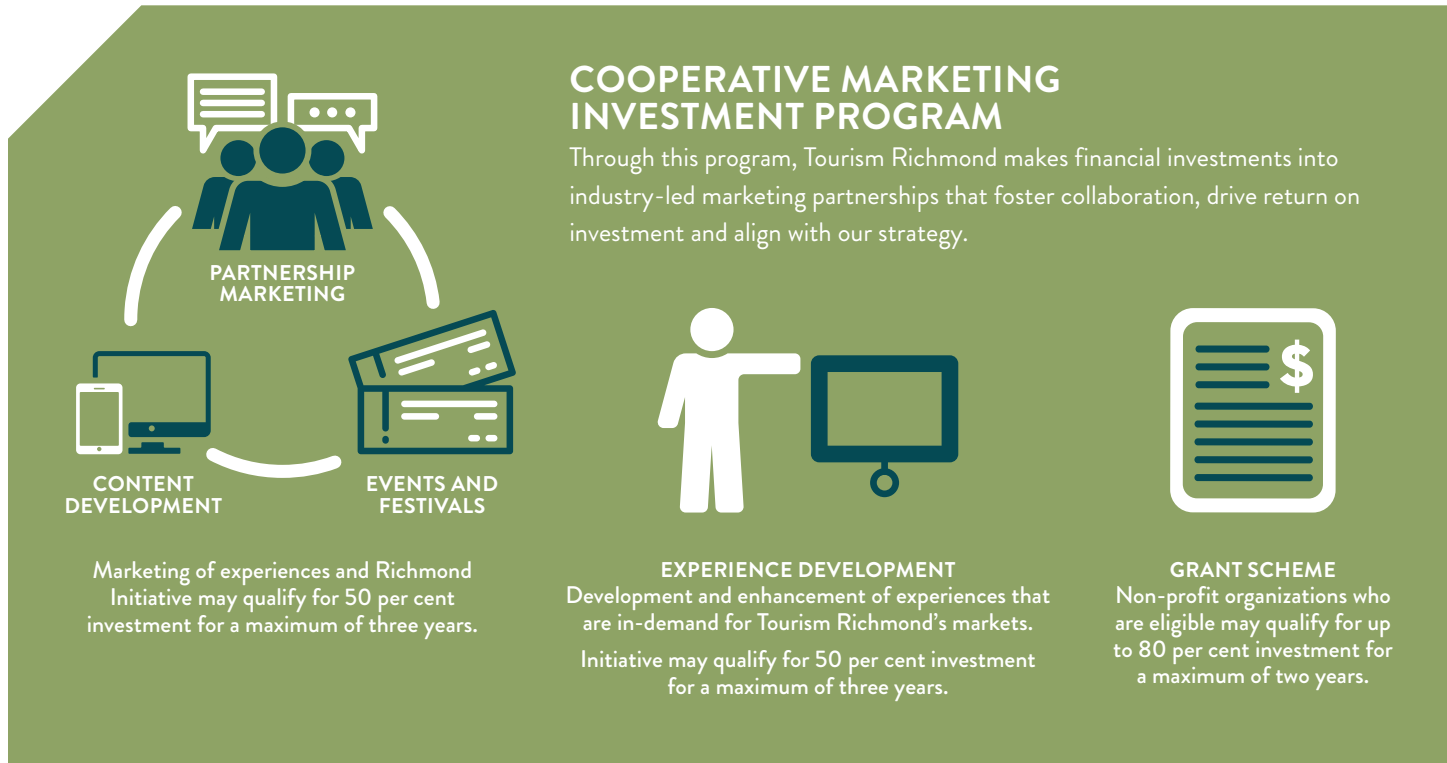 COOPERATIVE MARKETING
INVESTMENT PROGRAM
Through this program, Tourism Richmond makes financial investments into
industry-led marketing partnerships that foster collaboration, drive return on
investment and align with our strategy.
PARTNERSHIP
MARKETING
CONTENT
DEVELOPMENT
EVENTS AND
FESTIVALS
Marketing of experiences and Richmond
Initiative may qualify for 50 per cent
investment for a maximum of three years.
EXPERIENCE DEVELOPMENT
Development and enhancement of experiences that
are in-demand for Tourism Richmond’s markets.
Initiative may qualify for 50 per cent investment
for a maximum of three years.
$
GRANT SCHEME
Non-profit organizations who
are eligible may qualify for up
to 80 per cent investment for
a maximum of two years.